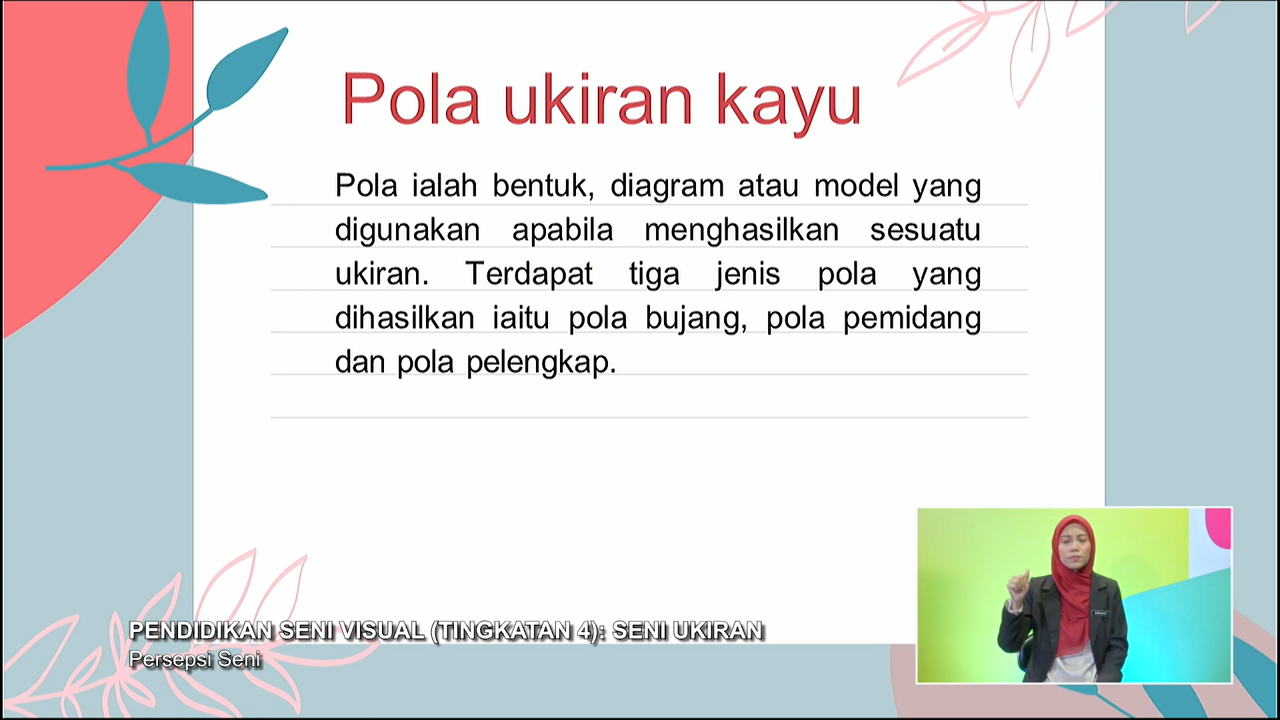 Pola ukiran kayu
Pola ialah bentuk, diagram atau model yang
digunakan apabila menghasilkan sesuatu
ukiran. Terdapat tiga jenis pola yang
dihasilkan iaitu pola bujang, pola pemidang
dan pola pelengkap.
PENDIDIKAN SENI VISUAL (TINGKATAN 4): SENI UKIRAN
Persepsi Seni